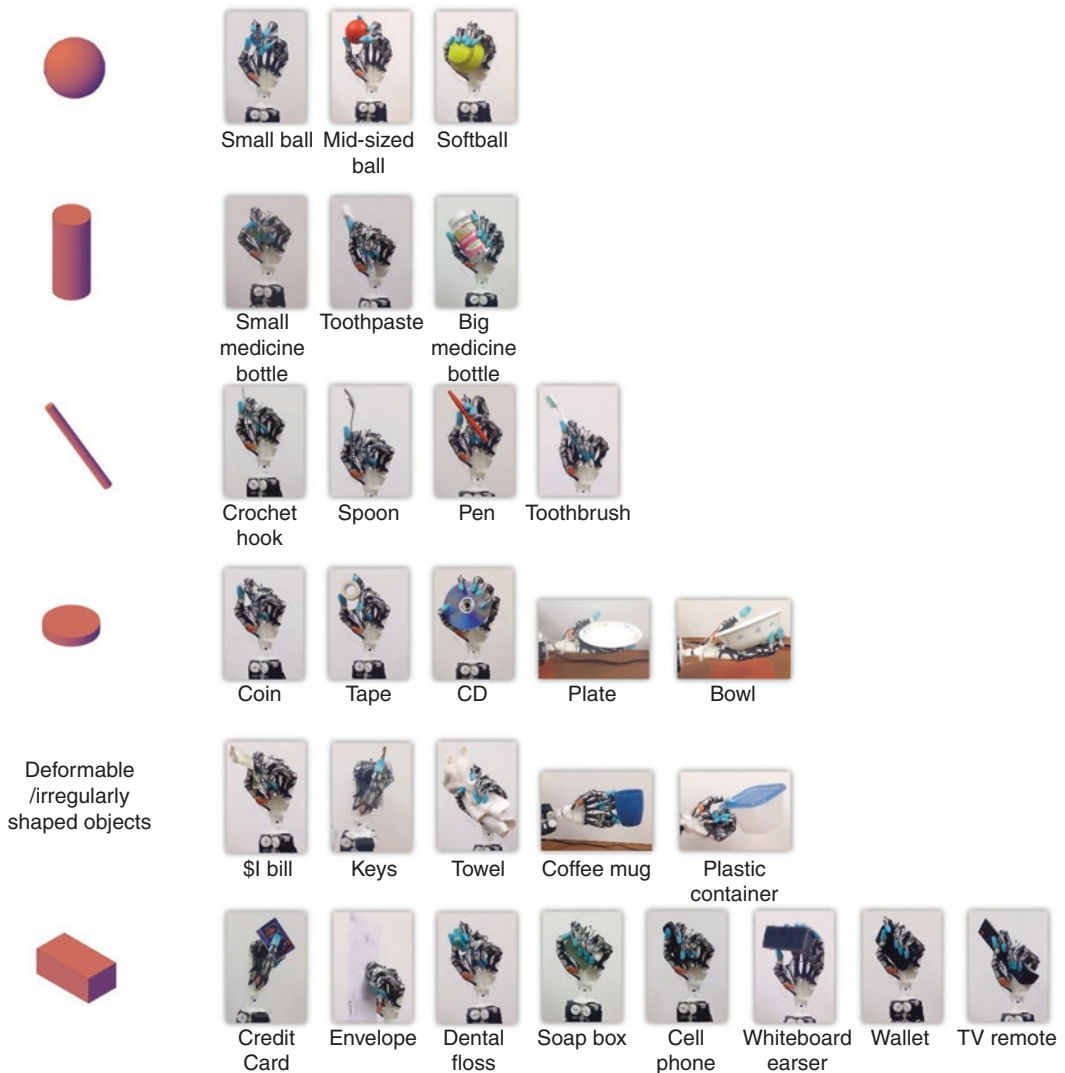 Small ball Mid-sized Softball
ball
Small Toothpaste Big
medicine medicine
bottle bottle
Crochet Spoon Pen Toothbrush
hook
Coin Tape CD Plate Bowl
Deformable
/irregularly
shaped objects
$I bill Keys Towel Coffee mug Plastic
container
Credit Envelope Dental Soap box Cell Whiteboard Wallet TV remote
Card floss phone earser